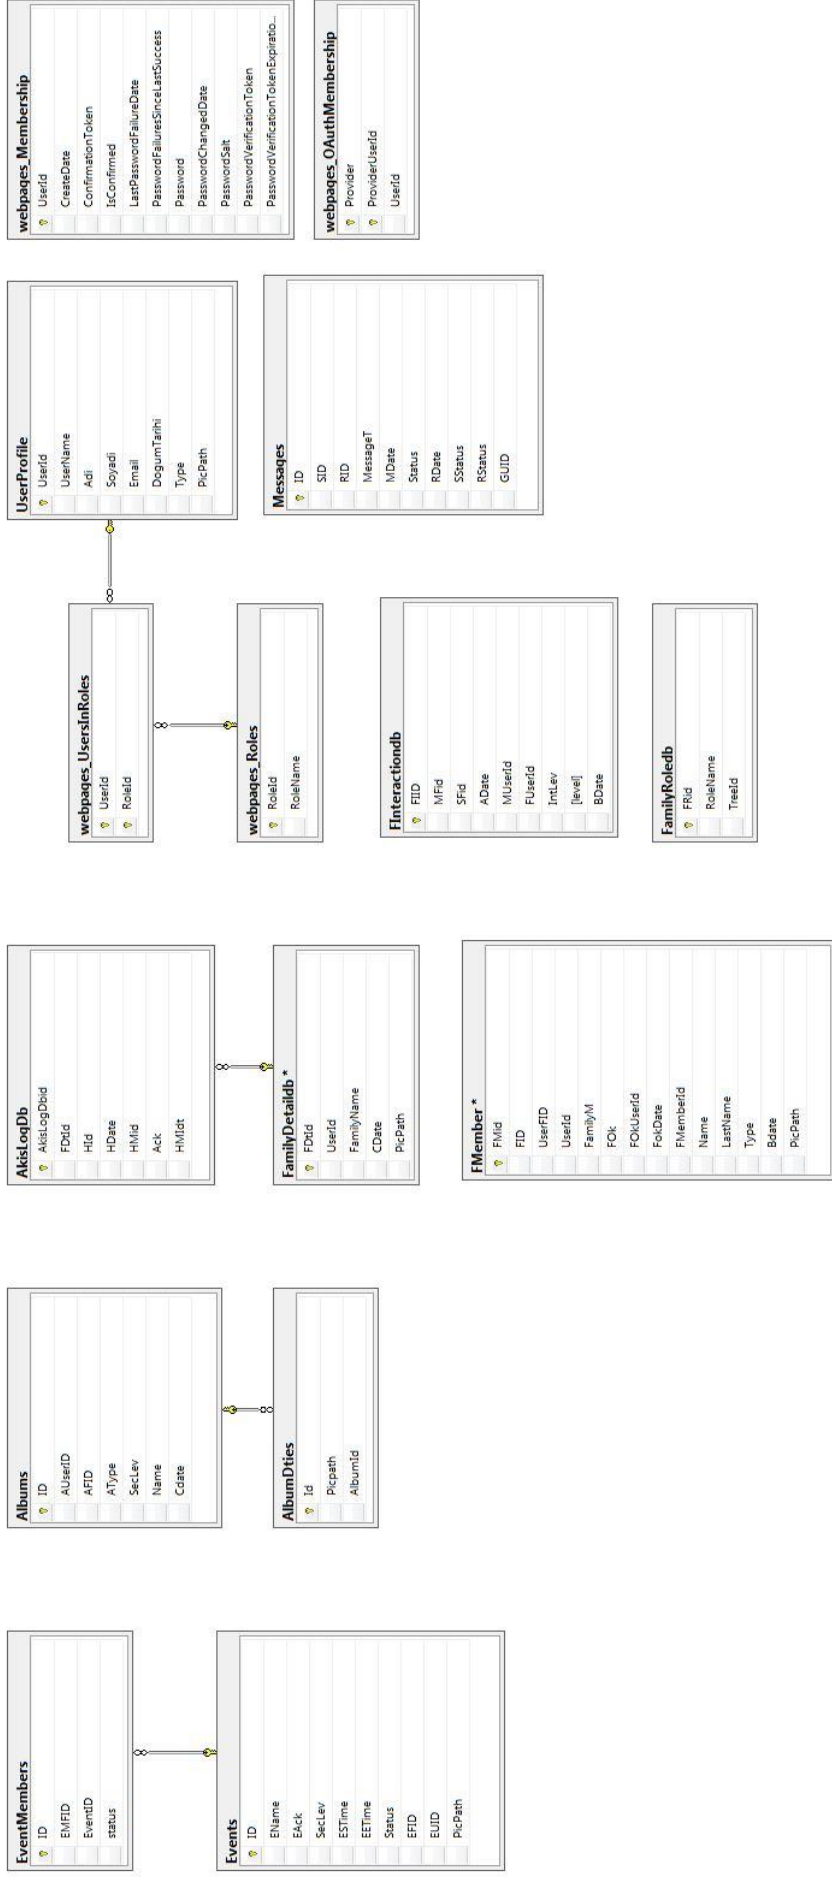 EventMembers
ID
EMFID
EventID
status
Events
ID
EName
EAck
SecLev
ESTime
EETime
Status
EFID
EUID
PicPath
Albums
ID
AUserID
AFID
AType
SecLev
Name
Cdate
AlbumDties
Id
Picpath
AlbumId
AkisLogDb
AkisLogDbid
FDtId
HId
HDate
HMid
Ack
HMIdt
FamilyDetaildb *
FDtId
UserId
FamilyName
CDate
PicPath
FMember *
FMid
FID
UserFID
UserId
FamilyM
FOk
FOkUserId
FokDate
FMemberId
Name
LastName
Type
Bdate
PicPath
webpages_UsersInRoles
UserId
RoleId
webpages_Roles
RoleId
RoleName
FInteractiondb
FIID
MFid
SFid
ADate
MUserId
FUserId
IntLev
[level]
BDate
FamilyRoledb
FRid
RoleName
TreeId
UserProfile
UserId
UserName
Adi
Soyadi
Email
DogumTarihi
Type
PicPath
Messages
ID
SID
RID
MessageT
MDate
Status
RDate
SStatus
RStatus
GUID
webpages_Membership
UserId
CreateDate
ConfirmationToken
IsConfirmed
LastPasswordFailureDate
PasswordFailuresSinceLastSuccess
Password
PasswordChangedDate
PasswordSalt
PasswordVerificationToken
PasswordVerificationTokenExpiratio...
webpages_OAuthMembership
Provider
ProviderUserId
UserId